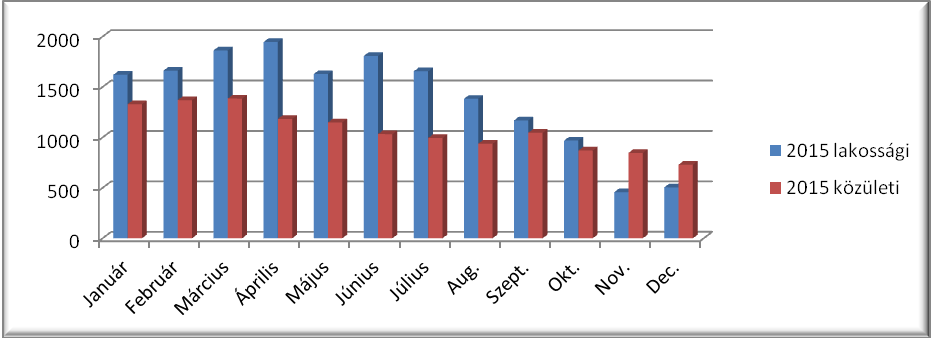 2000
1500
1000
500
0
Január
Február
Március
Április
Május
Június
Július
Aug.
Szept.
Okt.
Nov.
Dec.
2015 lakossági
2015 közületi